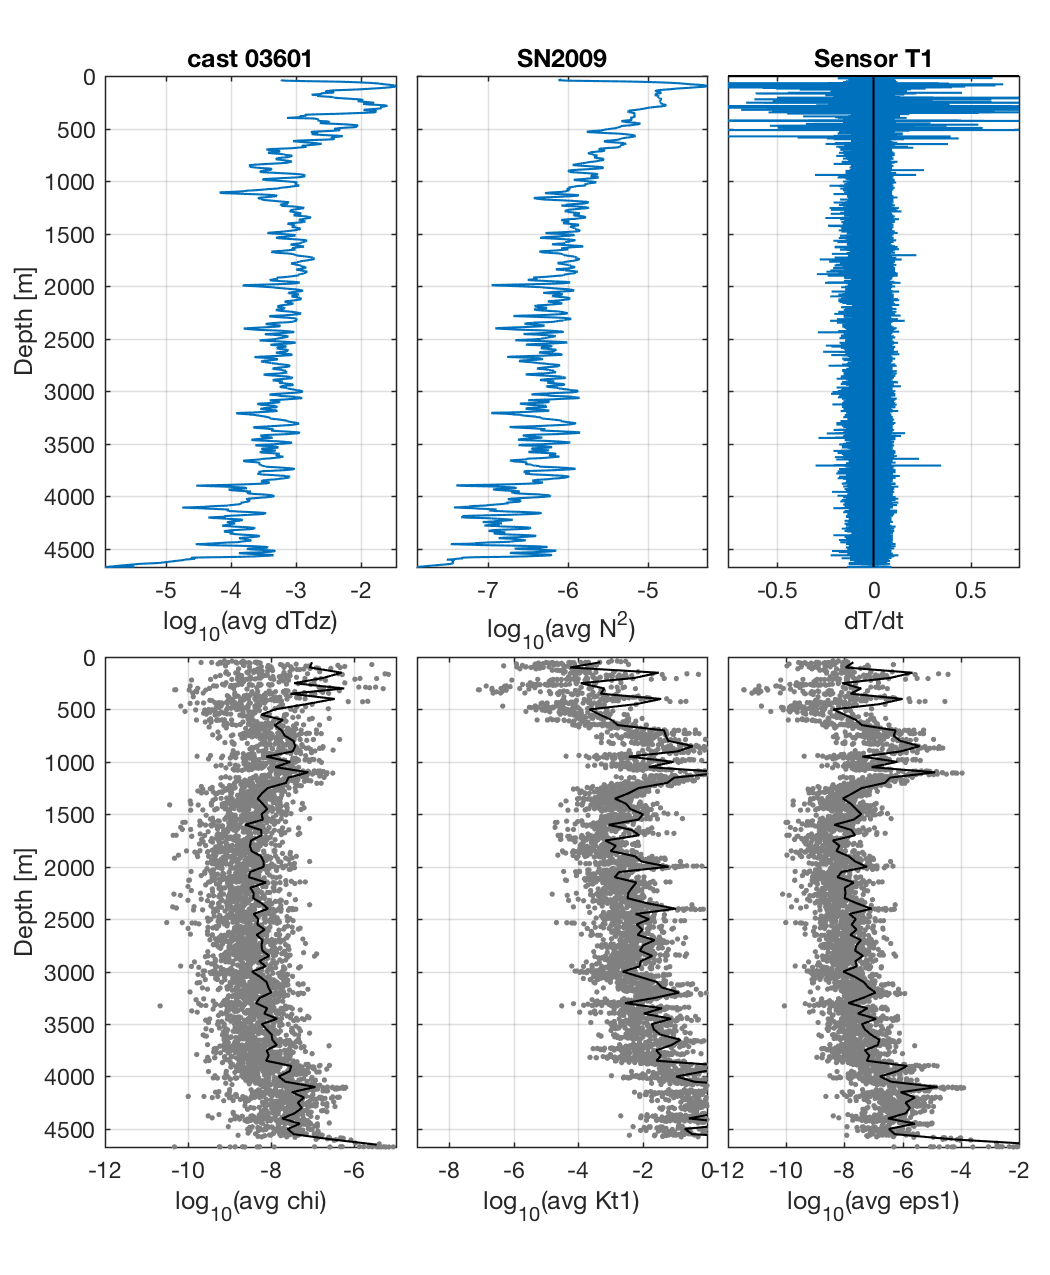 cast 03601
SN2009
Sensor T1
0
500
1000
1500
2000
2500
3000
3500
4000
4500
Depth [m]
-5 -4 -3 -2
log10(avg dTdz)
-7 -6 -5
log10(avg N2)
-0.5 0 0.5
dT/dt
0
500
1000
1500
2000
2500
3000
3500
4000
4500
Depth [m]
-12 -10 -8 -6
log10(avg chi)
-8 -6 -4 -2 0
log10(avg Kt1)
-12 -10 -8 -6 -4 -2
log10(avg eps1)